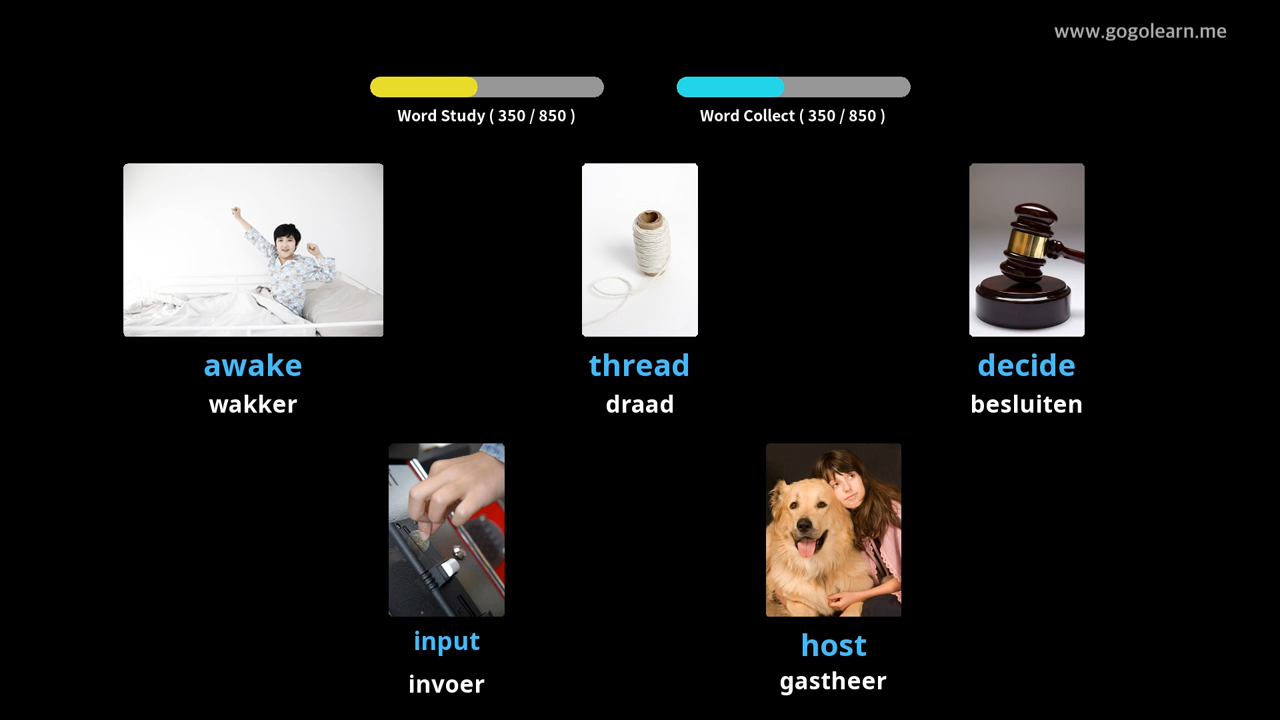 www.gogolearn.me
Word Study ( 350 / 850 )
Word Collect ( 350 / 850 )
awake
wakker
thread
draad
decide
besluiten
input
invoer
host
gastheer